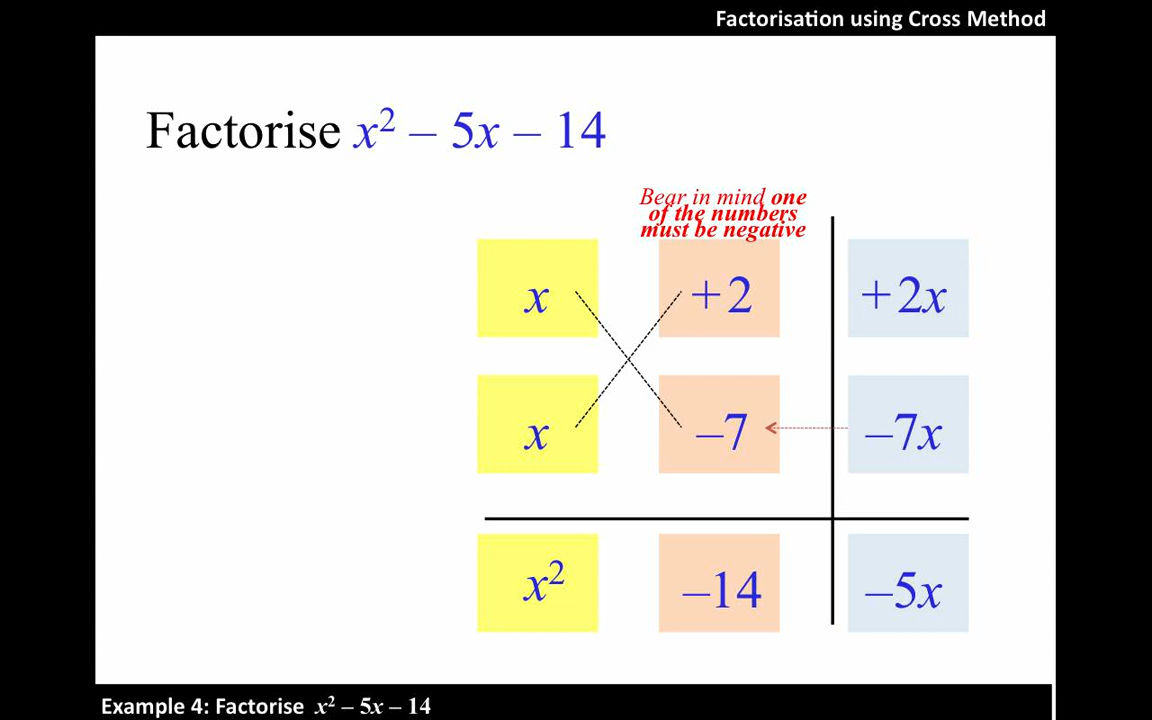 Factorisation using Cross Method
Factorise x² – 5x – 14
Bear in mind one
of the numbers
must be negative
x +2 +2x
x –7 –7x
x² –14 –5x
Example 4: Factorise x² – 5x – 14